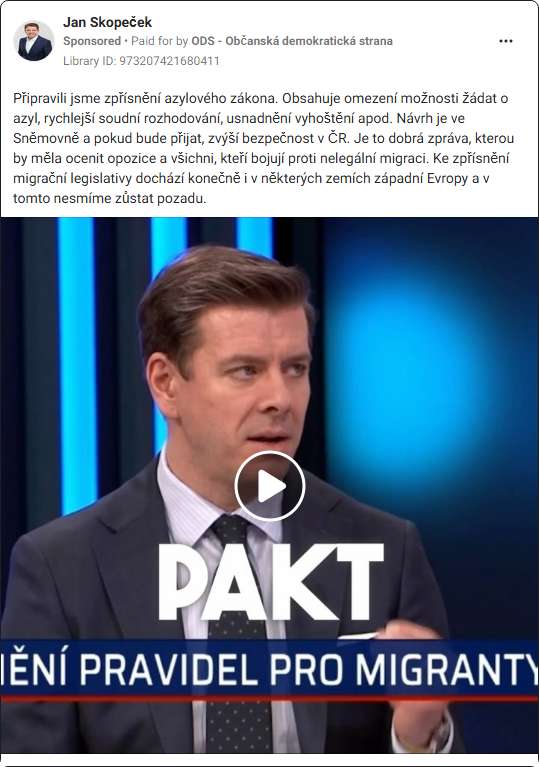 Jan Skopeček
Sponsored • Paid for by ODS - Občanská demokratická strana
Library ID: 973207421680411
Připravili jsme zpřísnění azylového zákona. Obsahuje omezení možnosti žádat o
azyl, rychlejší soudní rozhodování, usnadnění vyhoštění apod. Návrh je ve
Sněmovně a pokud bude přijat, zvýší bezpečnost v ČR. Je to dobrá zpráva, kterou
by měla ocenit opozice a všichni, kteří bojují proti nelegální migraci. Ke zpřísnění
migrační legislativy dochází konečně i v některých zemích západní Evropy a v
tomto nesmíme zůstat pozadu.
PAKT
NĚNÍ PRAVIDEL PRO MIGRANTY